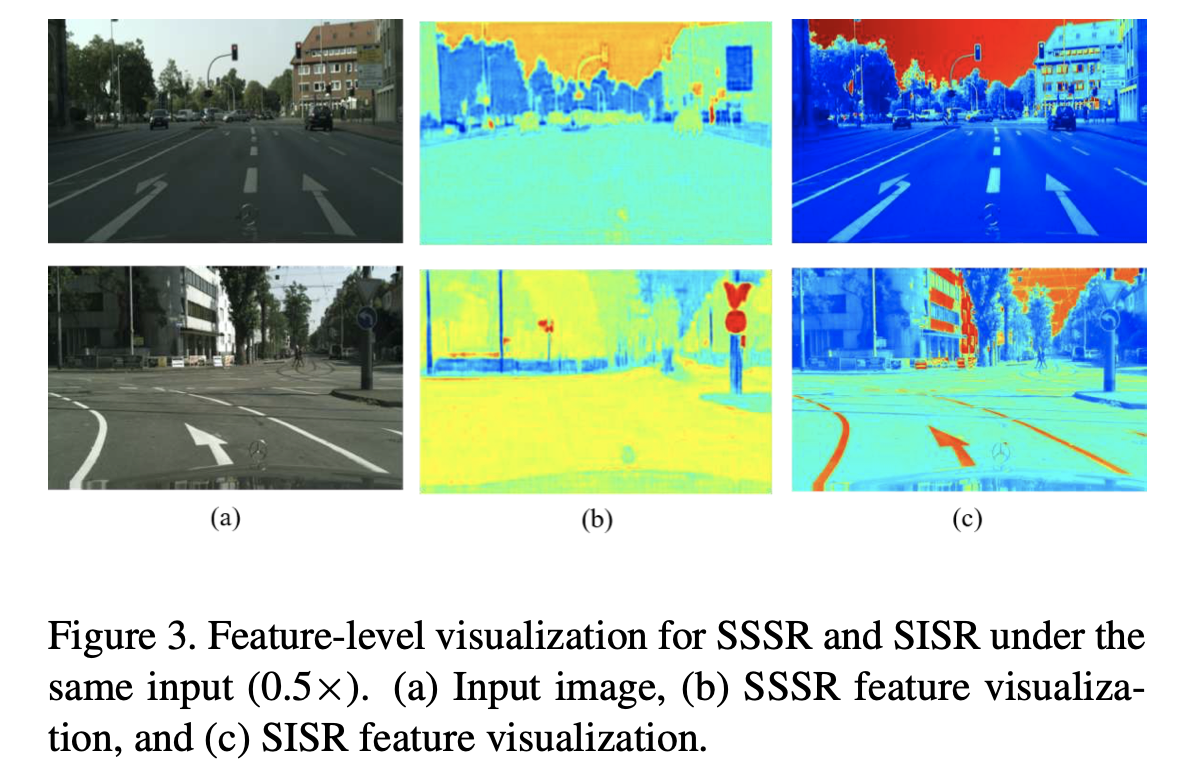 (a)
(b)
(c)
Figure 3. Feature-level visualization for SSSR and SISR under the
same input (0.5×). (a) Input image, (b) SSSR feature visualiza-
tion, and (c) SISR feature visualization.